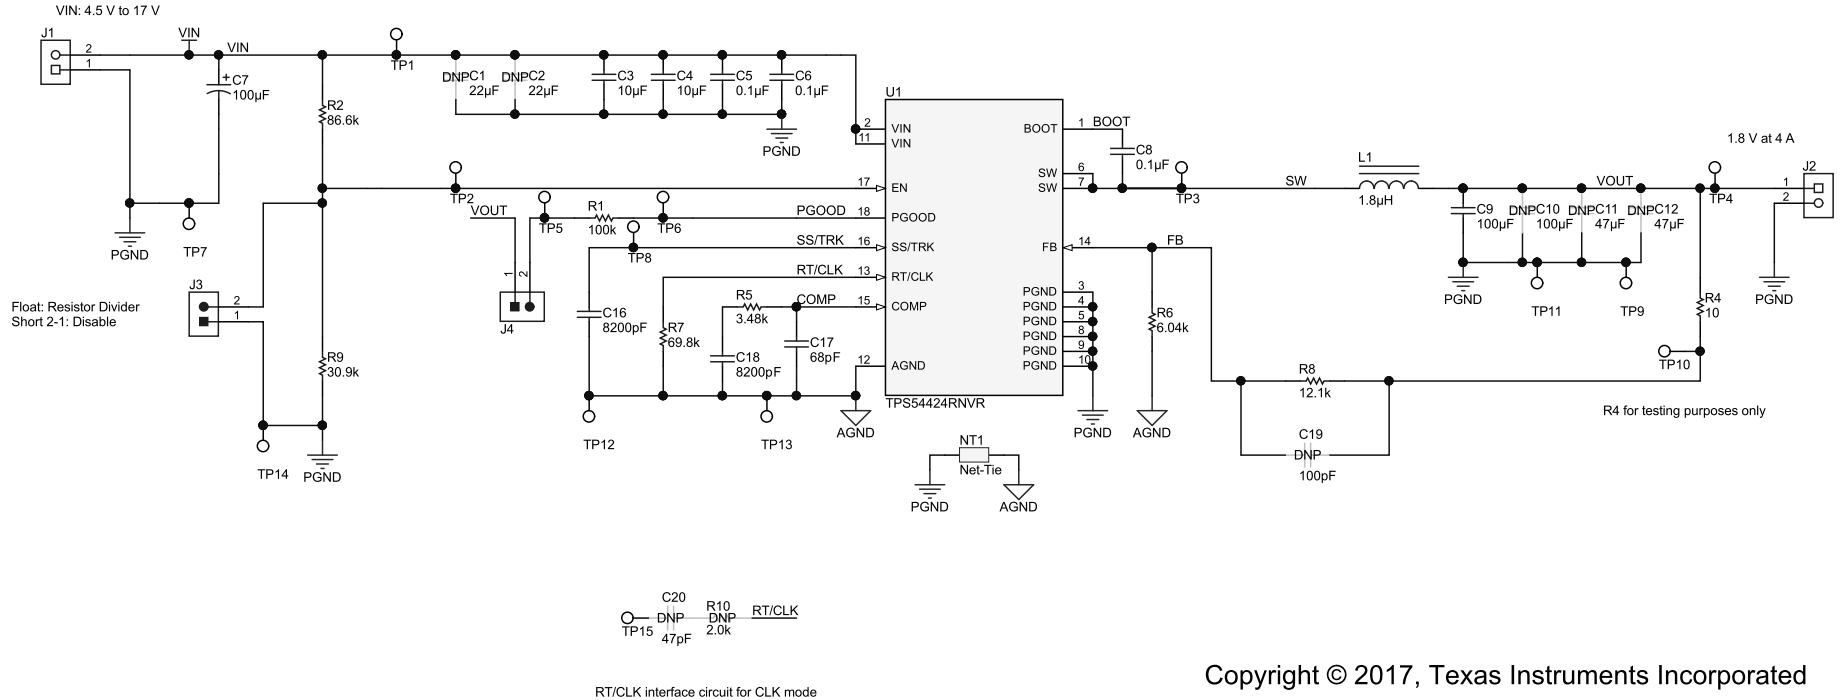 VIN: 4.5 V to 17 V
J1
2
1
VIN
VIN
C7
100µF
R2
86.6k
TP1
DNP
C1
22µF
DNP
C2
22µF
C3
10µF
C4
10µF
C5
0.1µF
C6
0.1µF
PGND
U1
2
VIN
11
VIN
17
EN
18
PGOOD
16
SS/TRK
13
RT/CLK
15
COMP
12
AGND
BOOT
1
BOOT
SW
6
SW
7
FB
14
FB
PGND
3
PGND
4
PGND
5
PGND
8
PGND
9
PGND
10
TPS54424RNVR
C8
0.1µF
TP3
SW
L1
1.8µH
1.8 V at 4 A
VOUT
TP4
J2
1
2
C9
100µF
DNP
C10
100µF
DNP
C11
47µF
DNP
C12
47µF
PGND
TP11
TP9
PGND
R4
10
TP10
R4 for testing purposes only
R6
6.04k
R8
12.1k
C19
DNP
100pF
PGND
AGND
PGND
TP7
TP2
VOUT
TP5
R1
100k
TP6
PGOOD
TP8
SS/TRK
RT/CLK
COMP
1
2
J4
J3
2
1
Float: Resistor Divider
Short 2-1: Disable
R9
30.9k
TP14
PGND
C16
8200pF
R7
69.8k
R5
3.48k
C18
8200pF
C17
68pF
TP12
TP13
AGND
NT1
Net-Tie
PGND
AGND
TP15
C20
DNP
47pF
R10
DNP
2.0k
RT/CLK
RT/CLK interface circuit for CLK mode
Copyright © 2017, Texas Instruments Incorporated